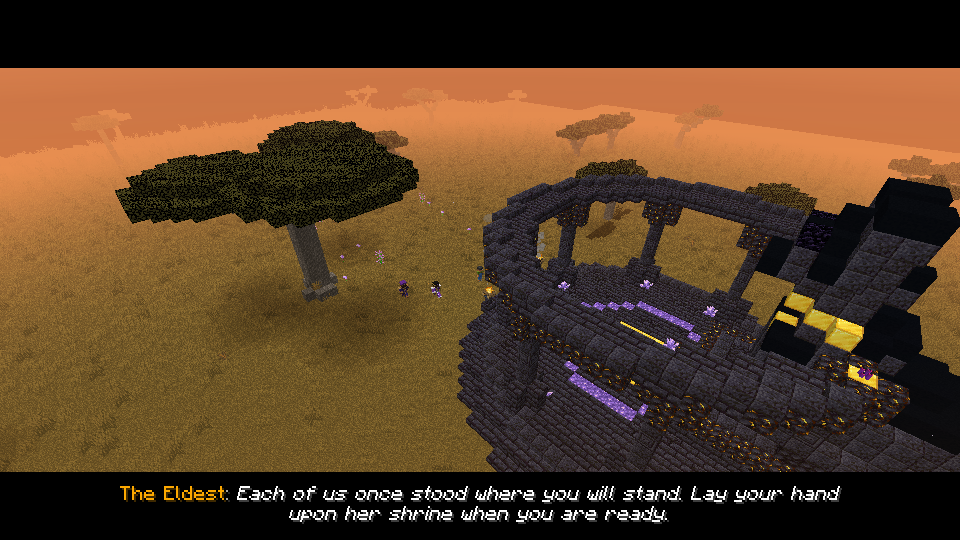 The Eldest: Each of us once stood where you will stand. Lay your hand
upon her shrine when you are ready.